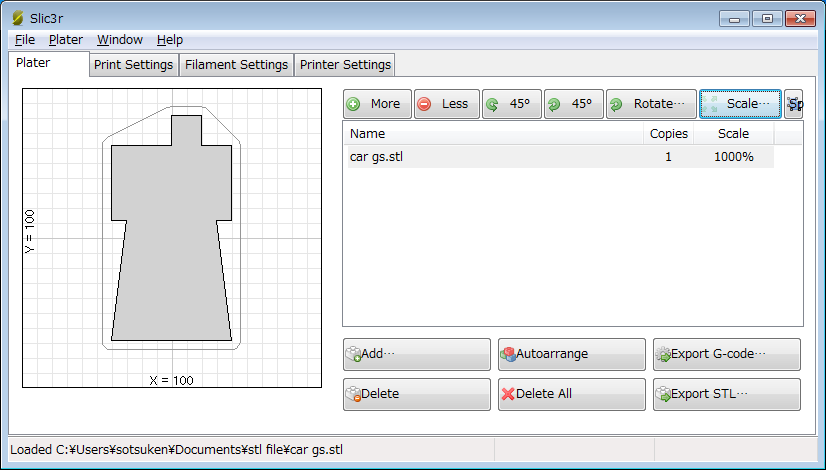 Slic3r
File Plater Window Help
Plater Print Settings Filament Settings Printer Settings
More Less 45° 45° Rotate… Scale… Sp
Name Copies Scale
car gs.stl 1 1000%
Y = 100
X = 100
Add… Autoarrange Export G-code…
Delete Delete All Export STL…
Loaded C:¥Users¥sotsuken¥Documents¥stl file¥car gs.stl